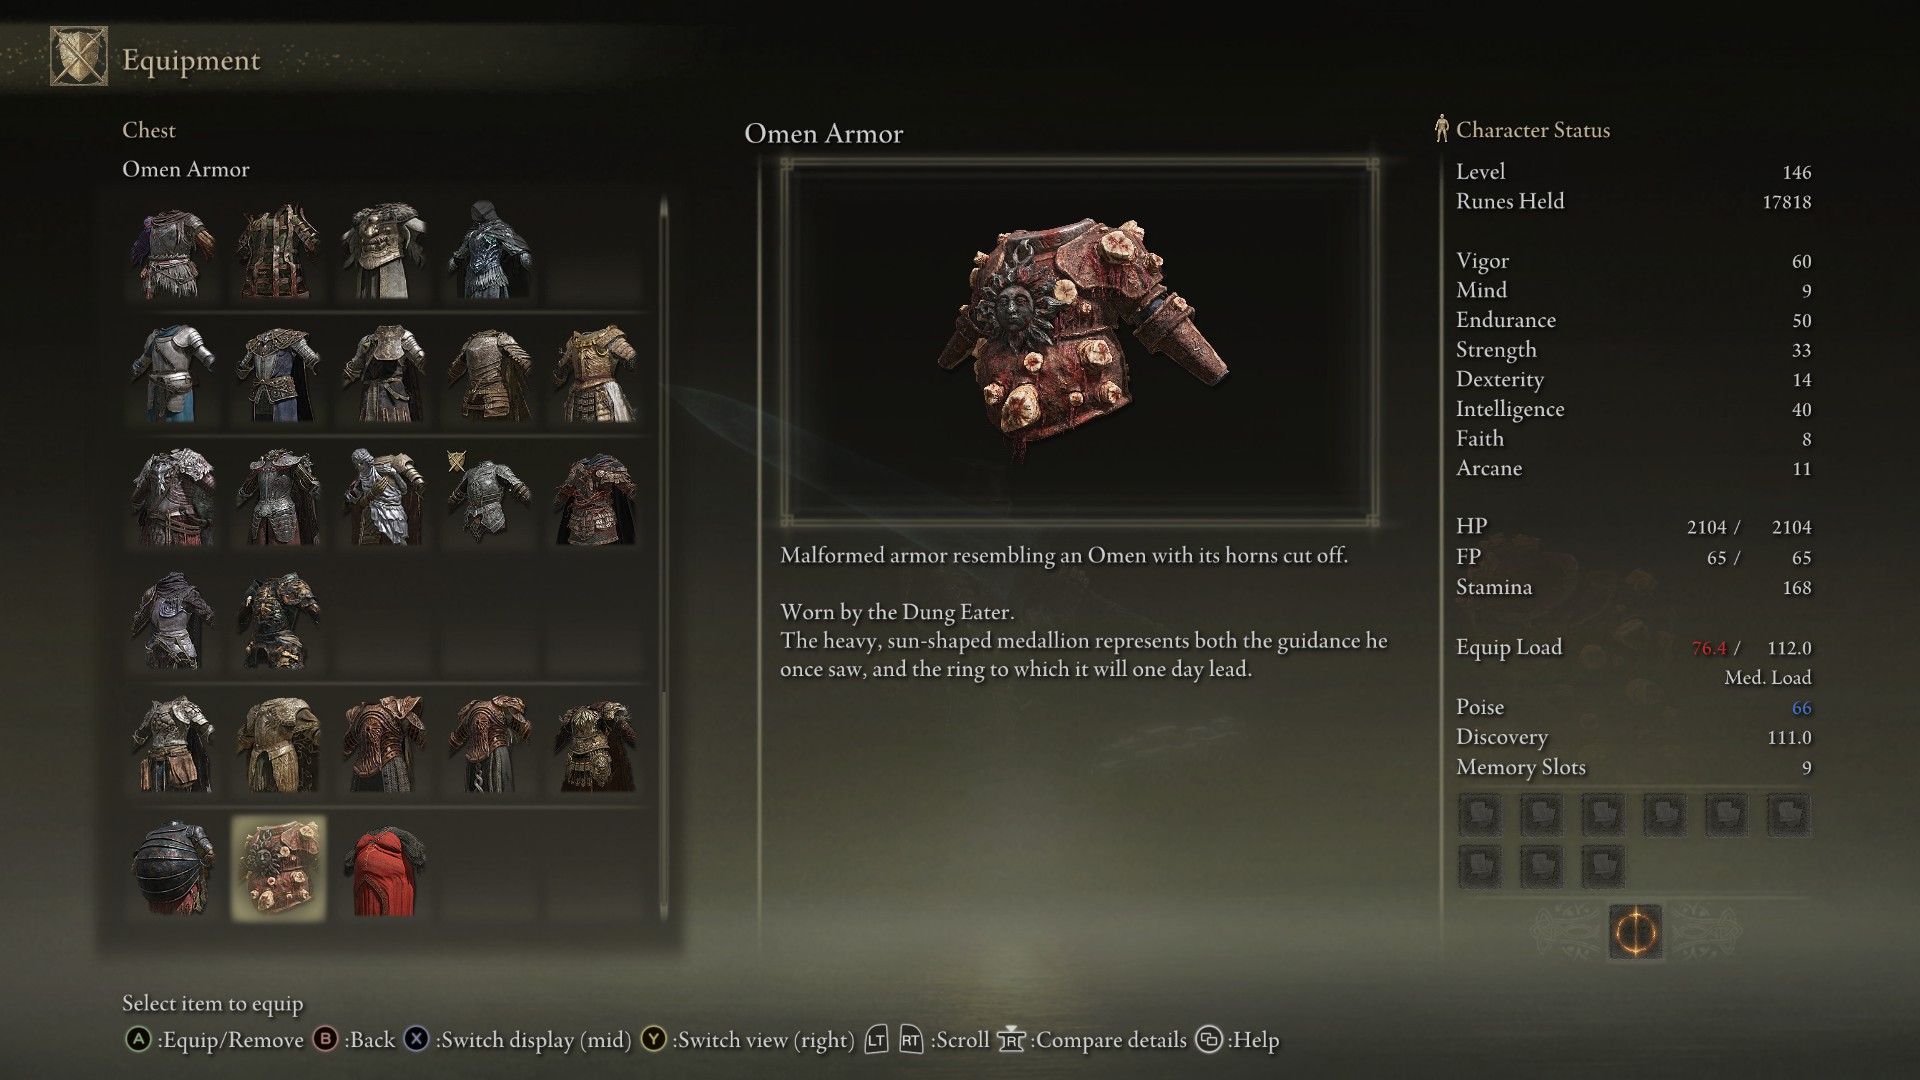 Equipment
Chest
Omen Armor
Omen Armor
Malformed armor resembling an Omen with its horns cut off.
Worn by the Dung Eater.
The heavy, sun-shaped medallion represents both the guidance he
once saw, and the ring to which it will one day lead.
Character Status
Level 146
Runes Held 17818
Vigor 60
Mind 9
Endurance 50
Strength 33
Dexterity 14
Intelligence 40
Faith 8
Arcane 11
HP 2104 / 2104
FP 65 / 65
Stamina 168
Equip Load 76.4 / 112.0
Med. Load
Poise 66
Discovery 111.0
Memory Slots 9
Select item to equip
A :Equip/Remove B :Back X :Switch display (mid) Y :Switch view (right) LT RT :Scroll R :Compare details :Help